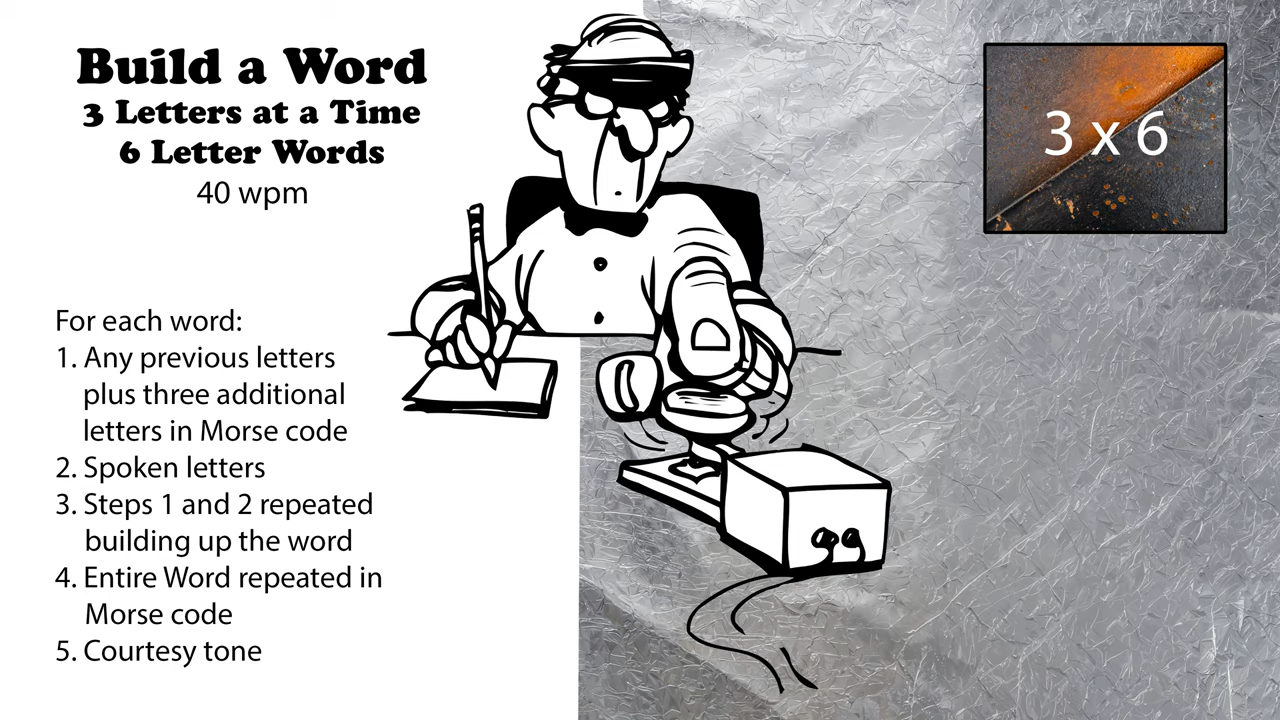 Build a Word
3 Letters at a Time
6 Letter Words
40 wpm
3 x 6
For each word:
1. Any previous letters
plus three additional
letters in Morse code
2. Spoken letters
3. Steps 1 and 2 repeated
building up the word
4. Entire Word repeated in
Morse code
5. Courtesy tone